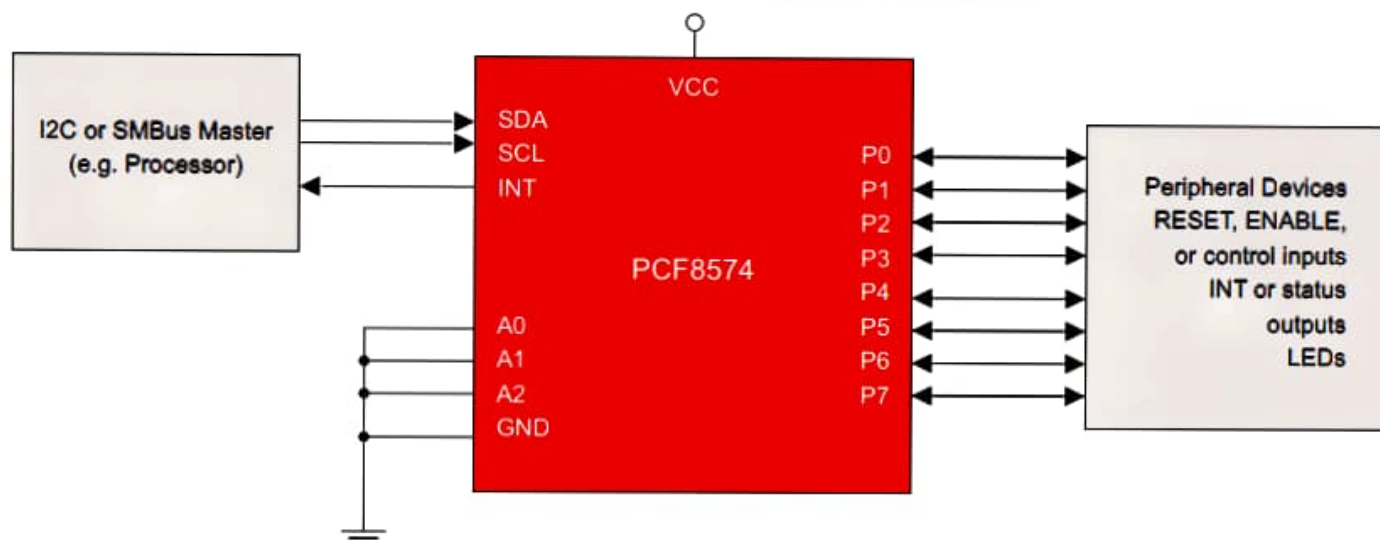 I2C or SMBus Master
(e.g. Processor)
VCC
SDA
SCL
INT
PCF8574
A0
A1
A2
GND
P0
P1
P2
P3
P4
P5
P6
P7
Peripheral Devices
RESET, ENABLE,
or control inputs
INT or status
outputs
LEDs